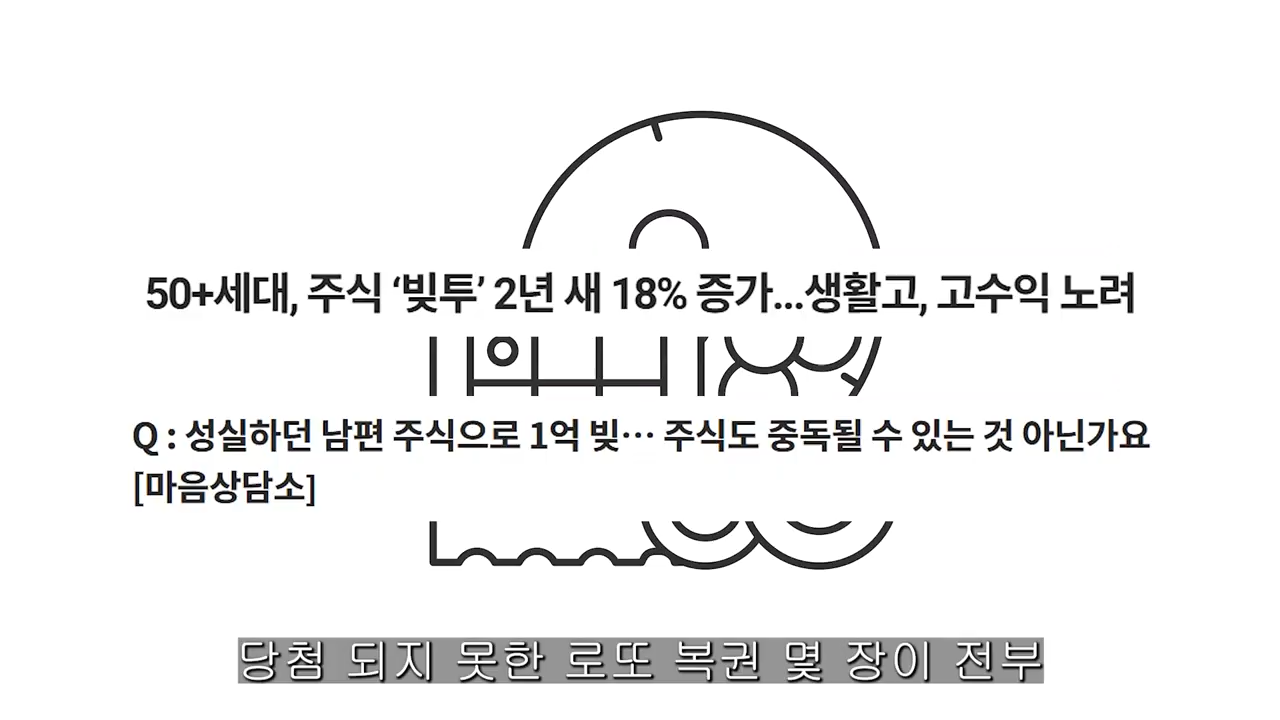 50+세대, 주식 ‘빚투’ 2년 새 18% 증가...생활고, 고수익 노려
Q : 성실하던 남편 주식으로 1억 빚… 주식도 중독될 수 있는 것 아닌가요
[마음상담소]
당첨 되지 못한 로또 복권 몇 장이 전부